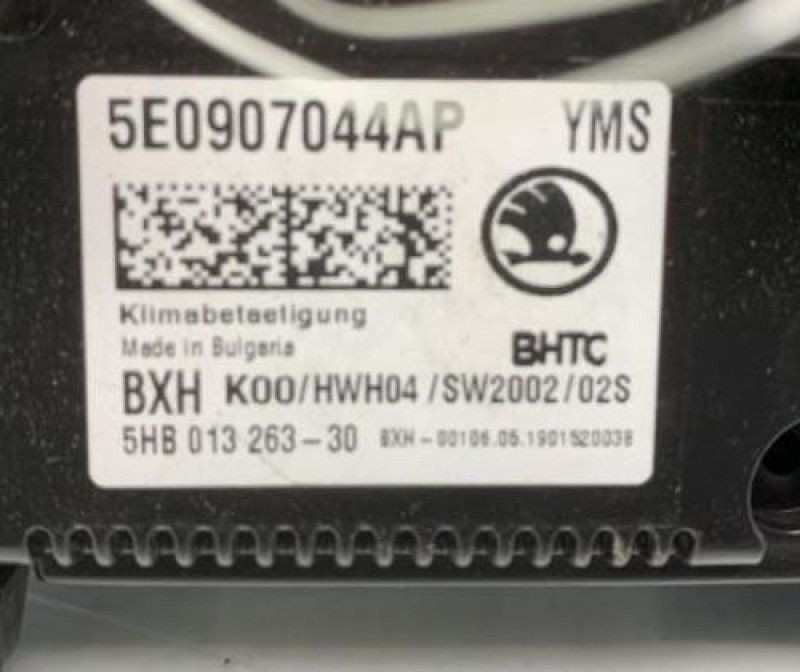 5E0907044AP YMS
Klimabetaetigung
Made in Bulgaria
BHTC
BXH K00/HWH04/SW2002/02S
5HB 013 263-30 BXH-00106.05.1901520038